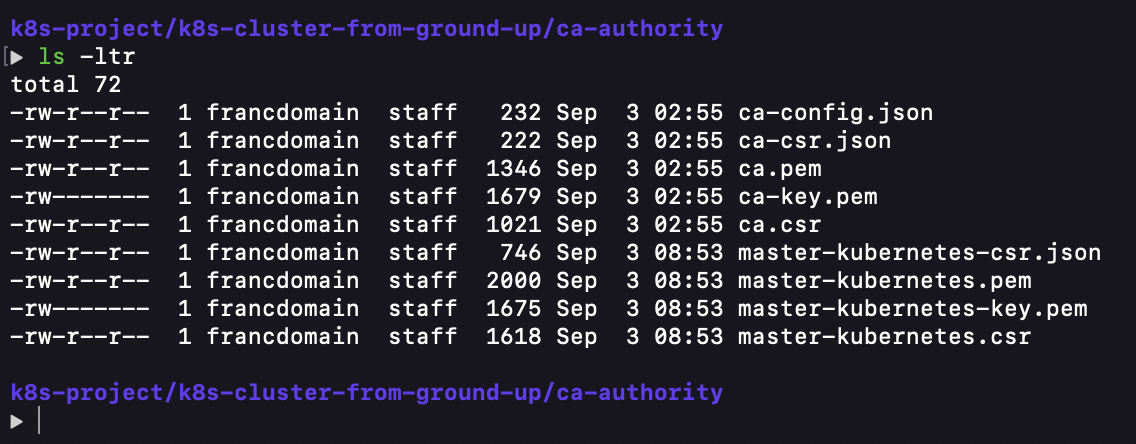 k8s-project/k8s-cluster-from-ground-up/ca-authority
ls -ltr
total 72
-rw-r--r-- 1 francdomain staff 232 Sep 3 02:55 ca-config.json
-rw-r--r-- 1 francdomain staff 222 Sep 3 02:55 ca-csr.json
-rw-r--r-- 1 francdomain staff 1346 Sep 3 02:55 ca.pem
-rw------- 1 francdomain staff 1679 Sep 3 02:55 ca-key.pem
-rw-r--r-- 1 francdomain staff 1021 Sep 3 02:55 ca.csr
-rw-r--r-- 1 francdomain staff 746 Sep 3 08:53 master-kubernetes-csr.json
-rw-r--r-- 1 francdomain staff 2000 Sep 3 08:53 master-kubernetes.pem
-rw------- 1 francdomain staff 1675 Sep 3 08:53 master-kubernetes-key.pem
-rw-r--r-- 1 francdomain staff 1618 Sep 3 08:53 master-kubernetes.csr
k8s-project/k8s-cluster-from-ground-up/ca-authority